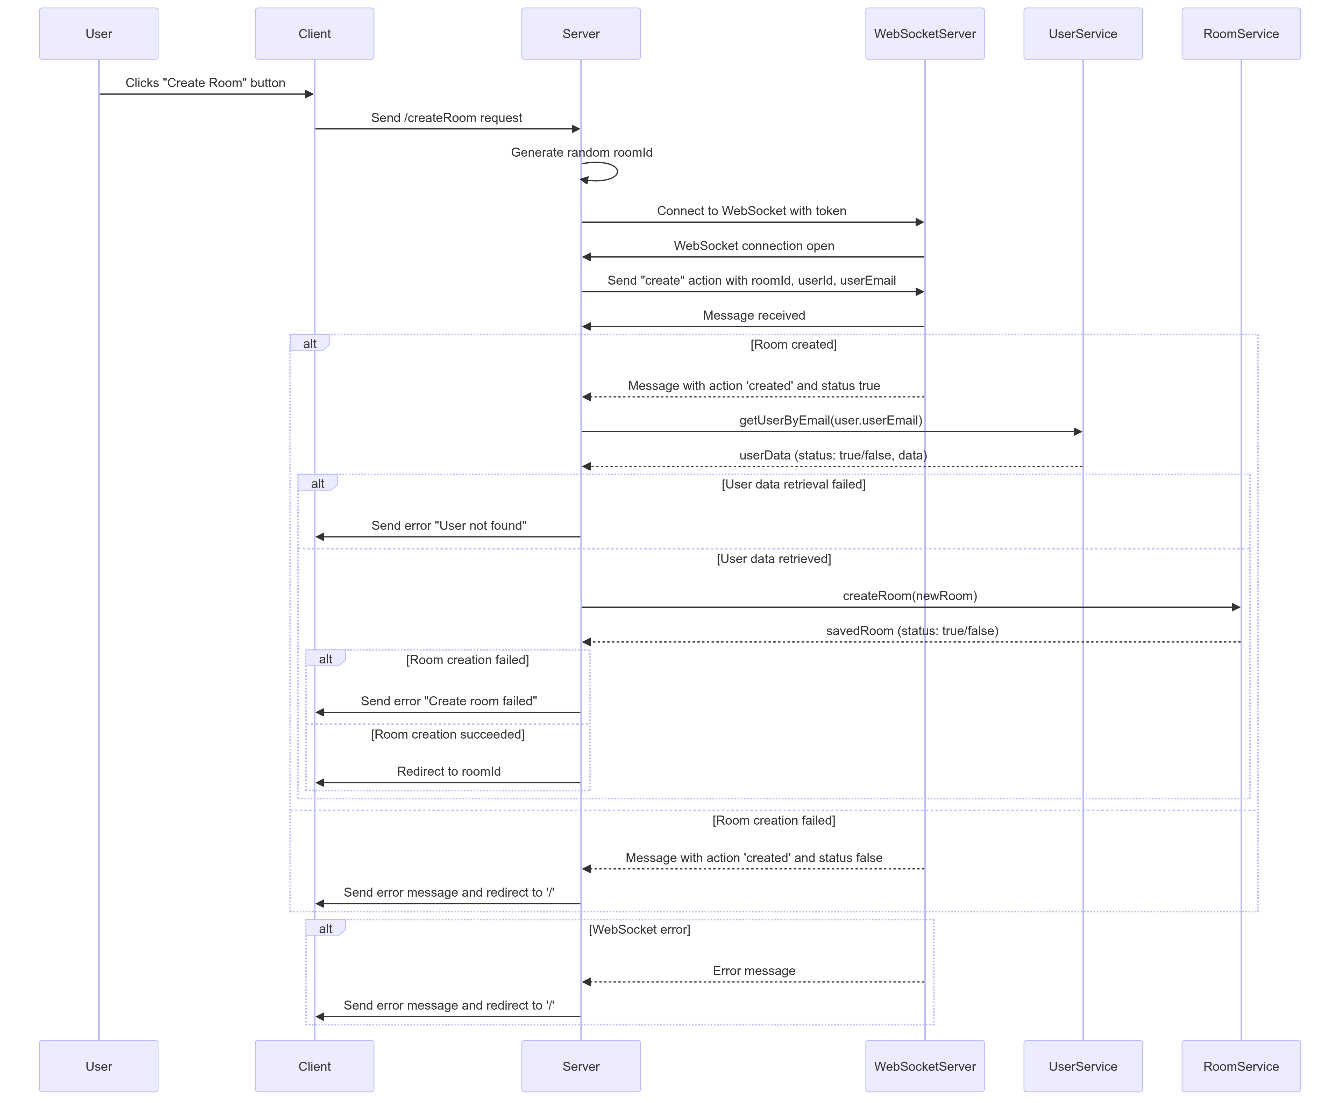 User
Client
Server
WebSocketServer
UserService
RoomService
Clicks "Create Room" button
Send /createRoom request
Generate random roomId
Connect to WebSocket with token
WebSocket connection open
Send "create" action with roomId, userId, userEmail
Message received
alt
[Room created]
Message with action 'created' and status true
getUserByEmail(user.userEmail)
userData (status: true/false, data)
alt
[User data retrieval failed]
Send error "User not found"
[User data retrieved]
createRoom(newRoom)
savedRoom (status: true/false)
alt
[Room creation failed]
Send error "Create room failed"
[Room creation succeeded]
Redirect to roomId
[Room creation failed]
Message with action 'created' and status false
Send error message and redirect to '/'
alt
[WebSocket error]
Error message
Send error message and redirect to '/'
User
Client
Server
WebSocketServer
UserService
RoomService